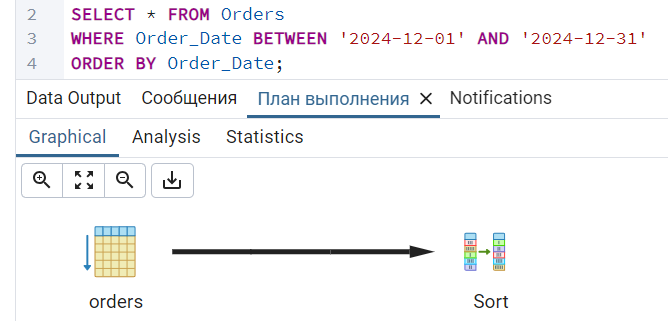 2 SELECT * FROM Orders
3 WHERE Order_Date BETWEEN '2024-12-01' AND '2024-12-31'
4 ORDER BY Order_Date;
Data Output Сообщения План выполнения × Notifications
Graphical Analysis Statistics
orders Sort